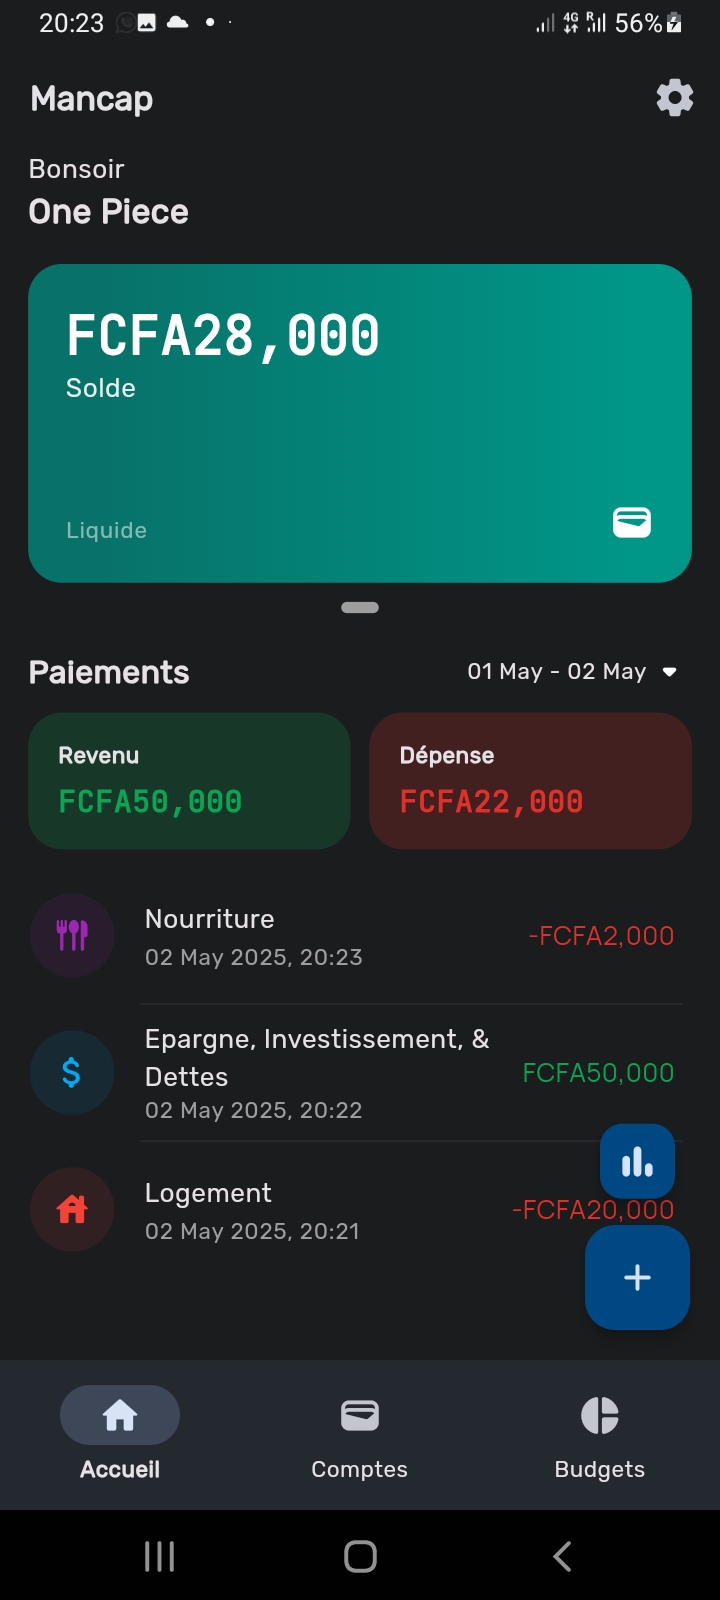 20:23
4G
R
56%
Mancap
Bonsoir
One Piece
FCFA28,000
Solde
Liquide
Paiements
01 May - 02 May
Revenu
FCFA50,000
Dépense
FCFA22,000
Nourriture
02 May 2025, 20:23
-FCFA2,000
Epargne, Investissement, &
Dettes
02 May 2025, 20:22
FCFA50,000
Logement
02 May 2025, 20:21
-FCFA20,000
Accueil
Comptes
Budgets